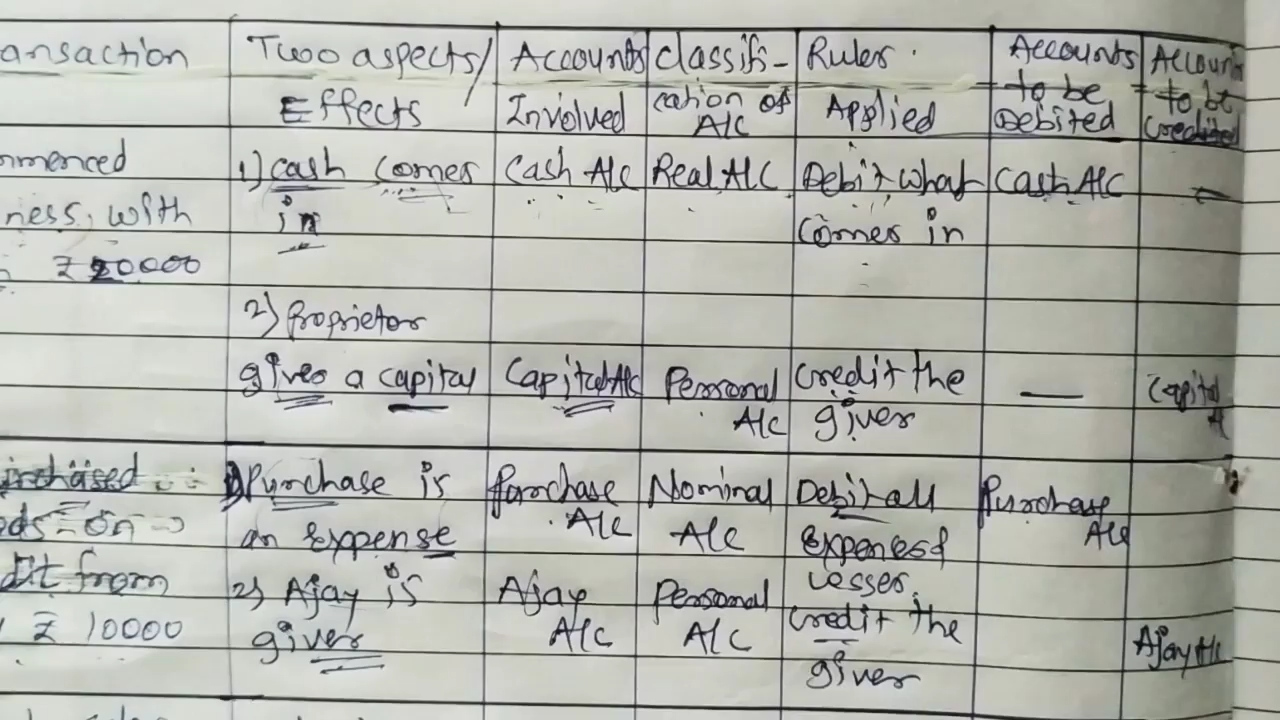 ansaction Two aspects/ Accounts classifi- Rules Accounts Accounts
Effects Involved cation of A/c Applied to be Debited to be credited
mmenced 1) cash comes Cash A/c Real A/c Debit what Cash A/c —
ness, with in comes in
₹ 20000
2) Proprietor
gives a capital Capital A/c Personal credit the — Capital
A/c giver A
urchased 1) Purchase is Purchase Nominal Debit all Purchase
ods on an expense A/c A/c Expenes & A/c
dit from 2) Ajay is Ajay Personal Lesser.
₹ 10000 giver A/c A/c credit the Ajay A/c
giver